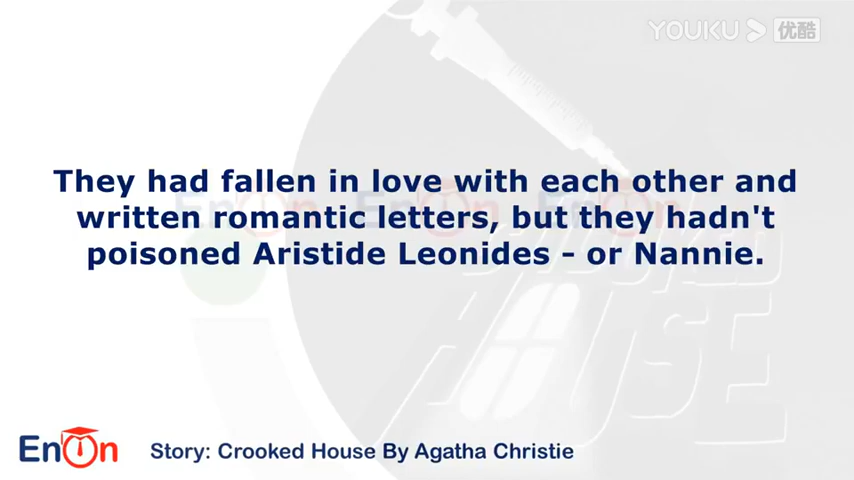 YOUKU 优酷
They had fallen in love with each other and
written romantic letters, but they hadn't
poisoned Aristide Leonides - or Nannie.
EnOn
Story: Crooked House By Agatha Christie
HOUSE